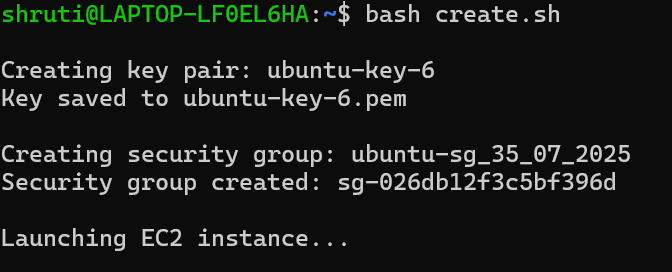 shruti@LAPTOP-LF0EL6HA:~$ bash create.sh
Creating key pair: ubuntu-key-6
Key saved to ubuntu-key-6.pem
Creating security group: ubuntu-sg_35_07_2025
Security group created: sg-026db12f3c5bf396d
Launching EC2 instance...